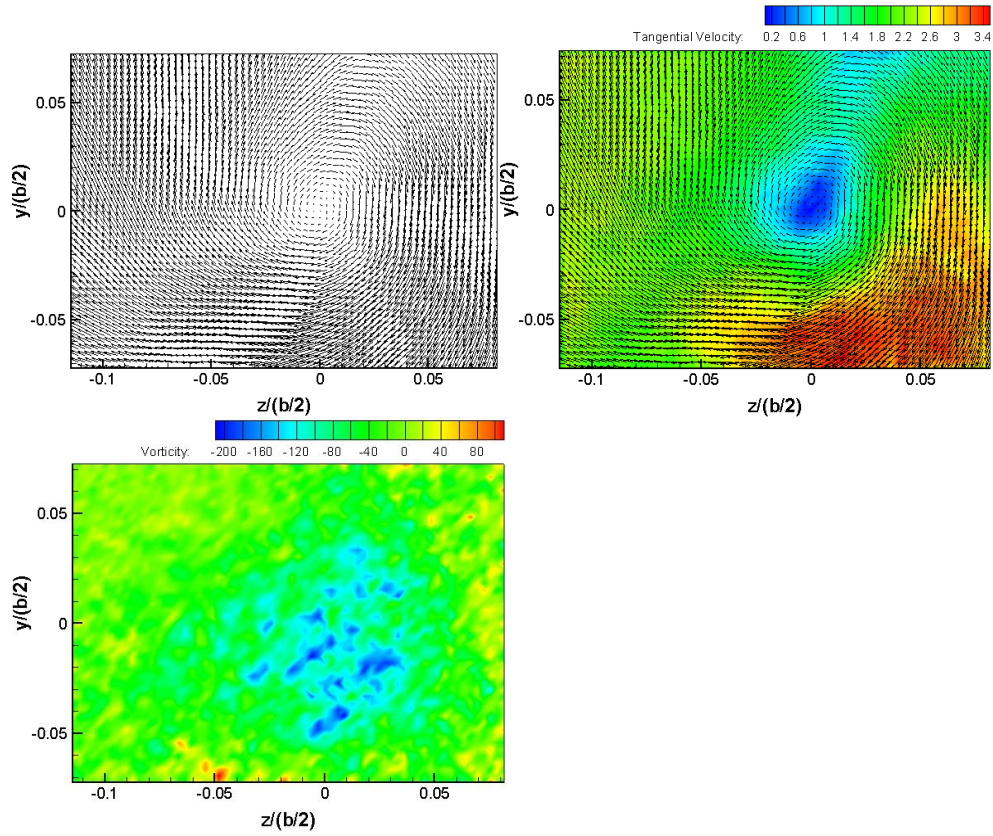 Tangential Velocity: 0.2 0.6 1 1.4 1.8 2.2 2.6 3 3.4
0.05
0
-0.05
y/(b/2)
-0.1 -0.05 0 0.05
z/(b/2)
0.05
0
-0.05
y/(b/2)
-0.1 -0.05 0 0.05
z/(b/2)
Vorticity: -200 -160 -120 -80 -40 0 40 80
0.05
0
-0.05
y/(b/2)
-0.1 -0.05 0 0.05
z/(b/2)